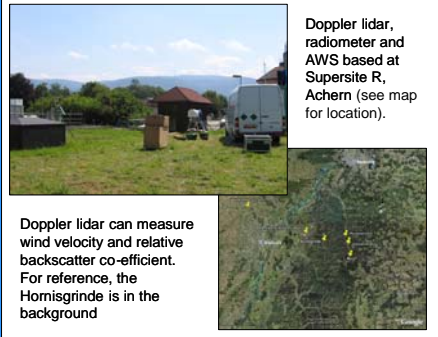 Doppler lidar,
radiometer and
AWS based at
Supersite R,
Achern (see map
for location).
Doppler lidar can measure
wind velocity and relative
backscatter co-efficient.
For reference, the
Hornisgrinde is in the
background